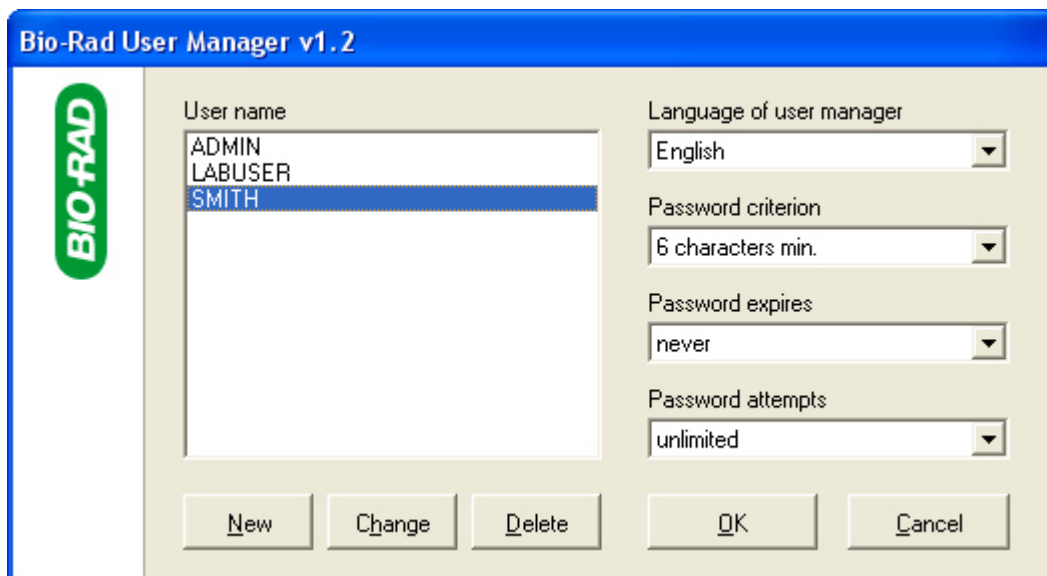 Bio-Rad User Manager v1.2
BIO-RAD
User name
ADMIN
LABUSER
SMITH
Language of user manager
English
Password criterion
6 characters min.
Password expires
never
Password attempts
unlimited
New
Change
Delete
OK
Cancel